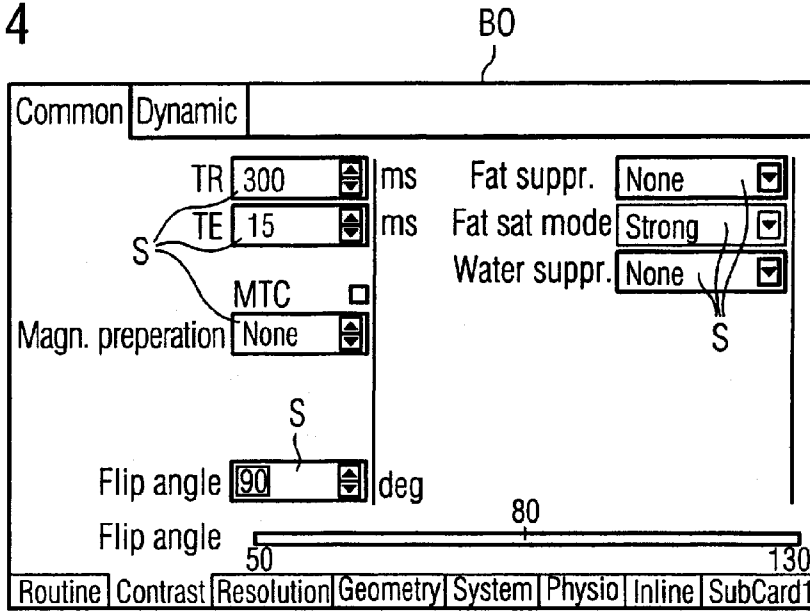 4
BO
Common Dynamic
TR 300 ms Fat suppr. None
TE 15 ms Fat sat mode Strong
S
MTC Water suppr. None
Magn. preperation None
S
S
Flip angle 90 deg
Flip angle 80
50 130
Routine Contrast Resolution Geometry System Physio Inline SubCard1